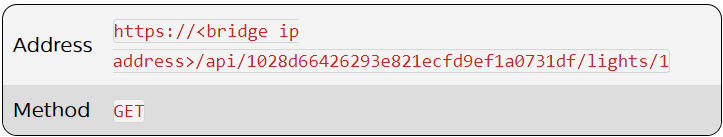 https://<bridge ip
Address
address>/api/1028d66426293e821ecfd9ef1a0731df/lights/1
Method GET